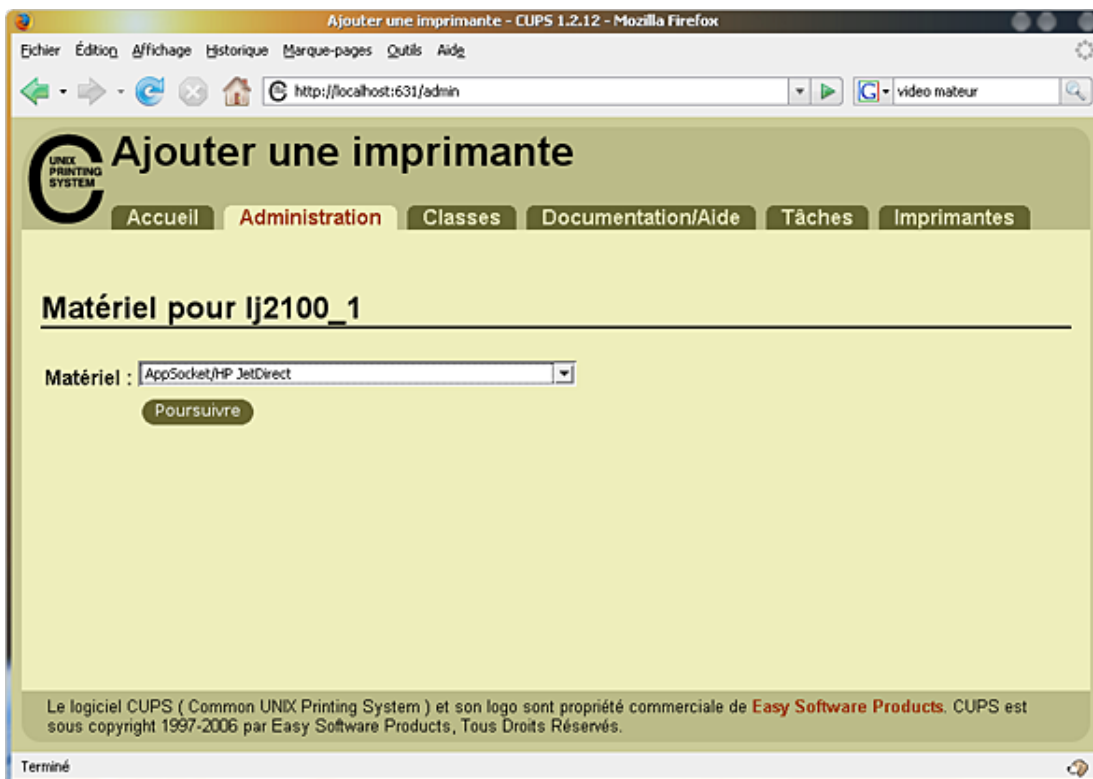 Ajouter une imprimante - CUPS 1.2.12 - Mozilla Firefox
Fichier Édition Affichage Historique Marque-pages Outils Aide
http://localhost:631/admin
G
video mateur
UNIX
PRINTING
SYSTEM
Ajouter une imprimante
Accueil Administration Classes Documentation/Aide Tâches Imprimantes
Matériel pour lj2100_1
Matériel : AppSocket/HP JetDirect
Poursuivre
Le logiciel CUPS ( Common UNIX Printing System ) et son logo sont propriété commerciale de Easy Software Products. CUPS est
sous copyright 1997-2006 par Easy Software Products, Tous Droits Réservés.
Terminé